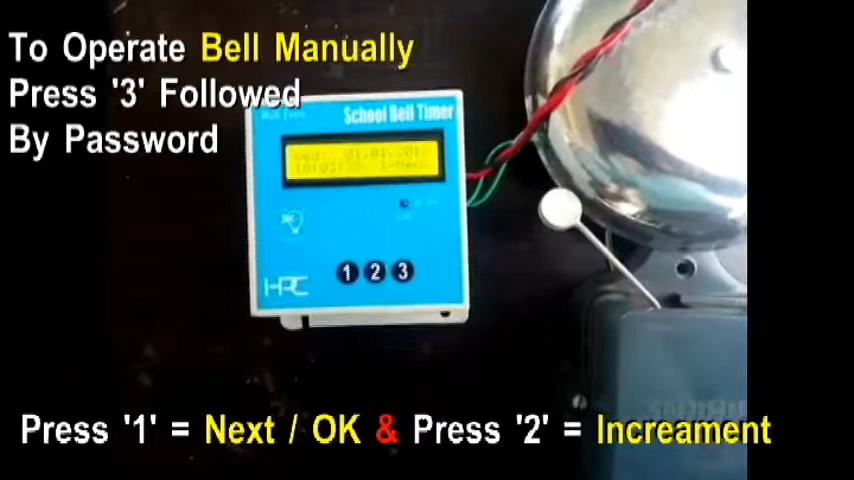 To Operate Bell Manually
Press '3' Followed
By Password
School Bell Timer
HPC
1 2 3
Press '1' = Next / OK & Press '2' = Increament